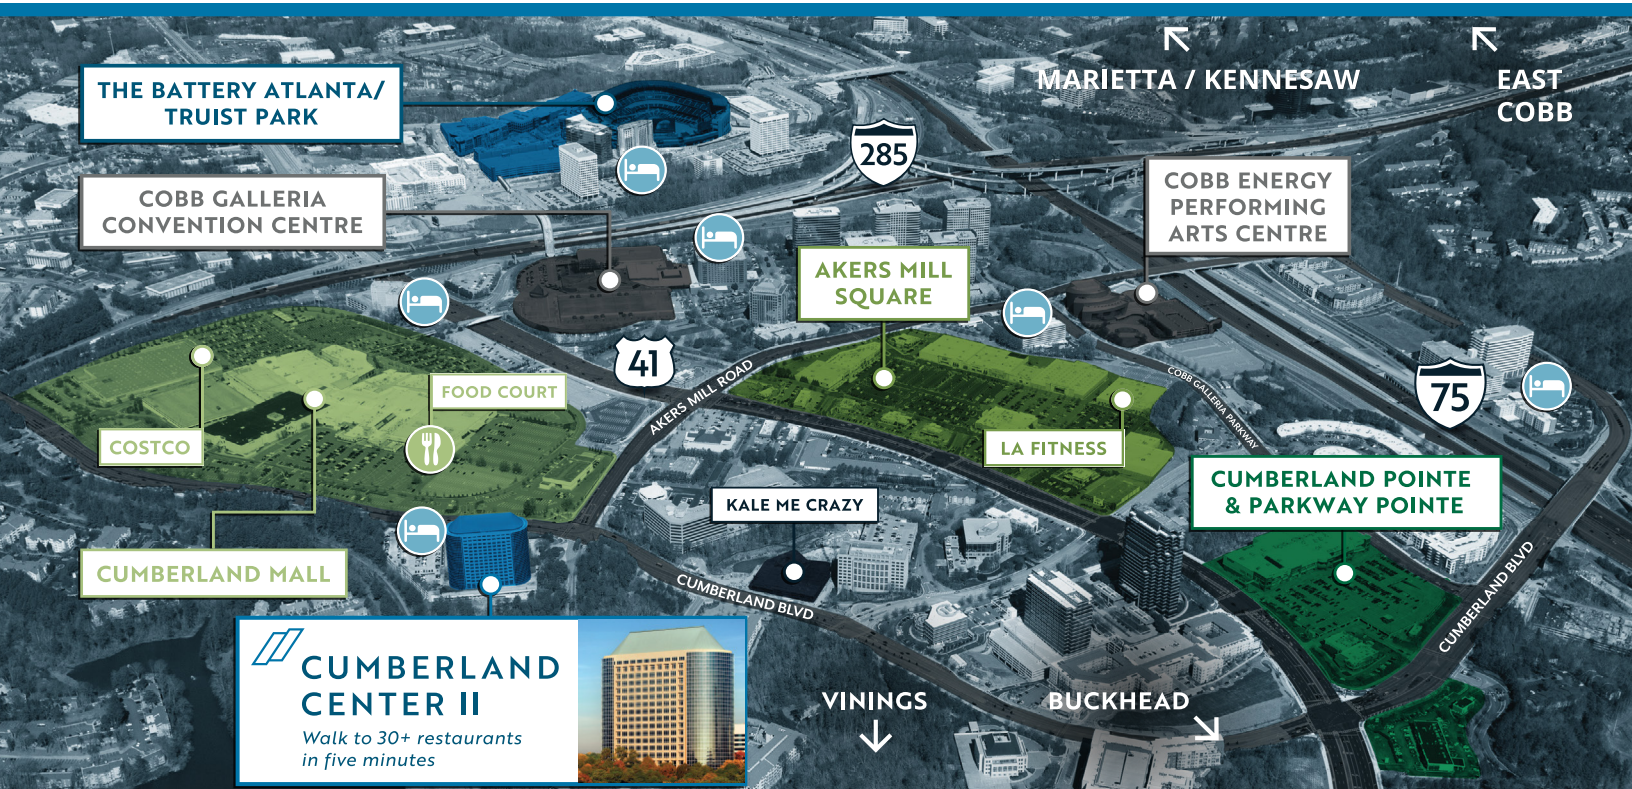 MARIETTA / KENNESAW
EAST
COBB
THE BATTERY ATLANTA/
TRUIST PARK
285
COBB GALLERIA
CONVENTION CENTRE
COBB ENERGY
PERFORMING
ARTS CENTRE
AKERS MILL
SQUARE
41
AKERS MILL ROAD
COBB GALLERIA PARKWAY
75
FOOD COURT
COSTCO
LA FITNESS
CUMBERLAND POINTE
& PARKWAY POINTE
KALE ME CRAZY
CUMBERLAND MALL
CUMBERLAND BLVD
CUMBERLAND BLVD
CUMBERLAND
CENTER II
Walk to 30+ restaurants
in five minutes
VININGS
BUCKHEAD